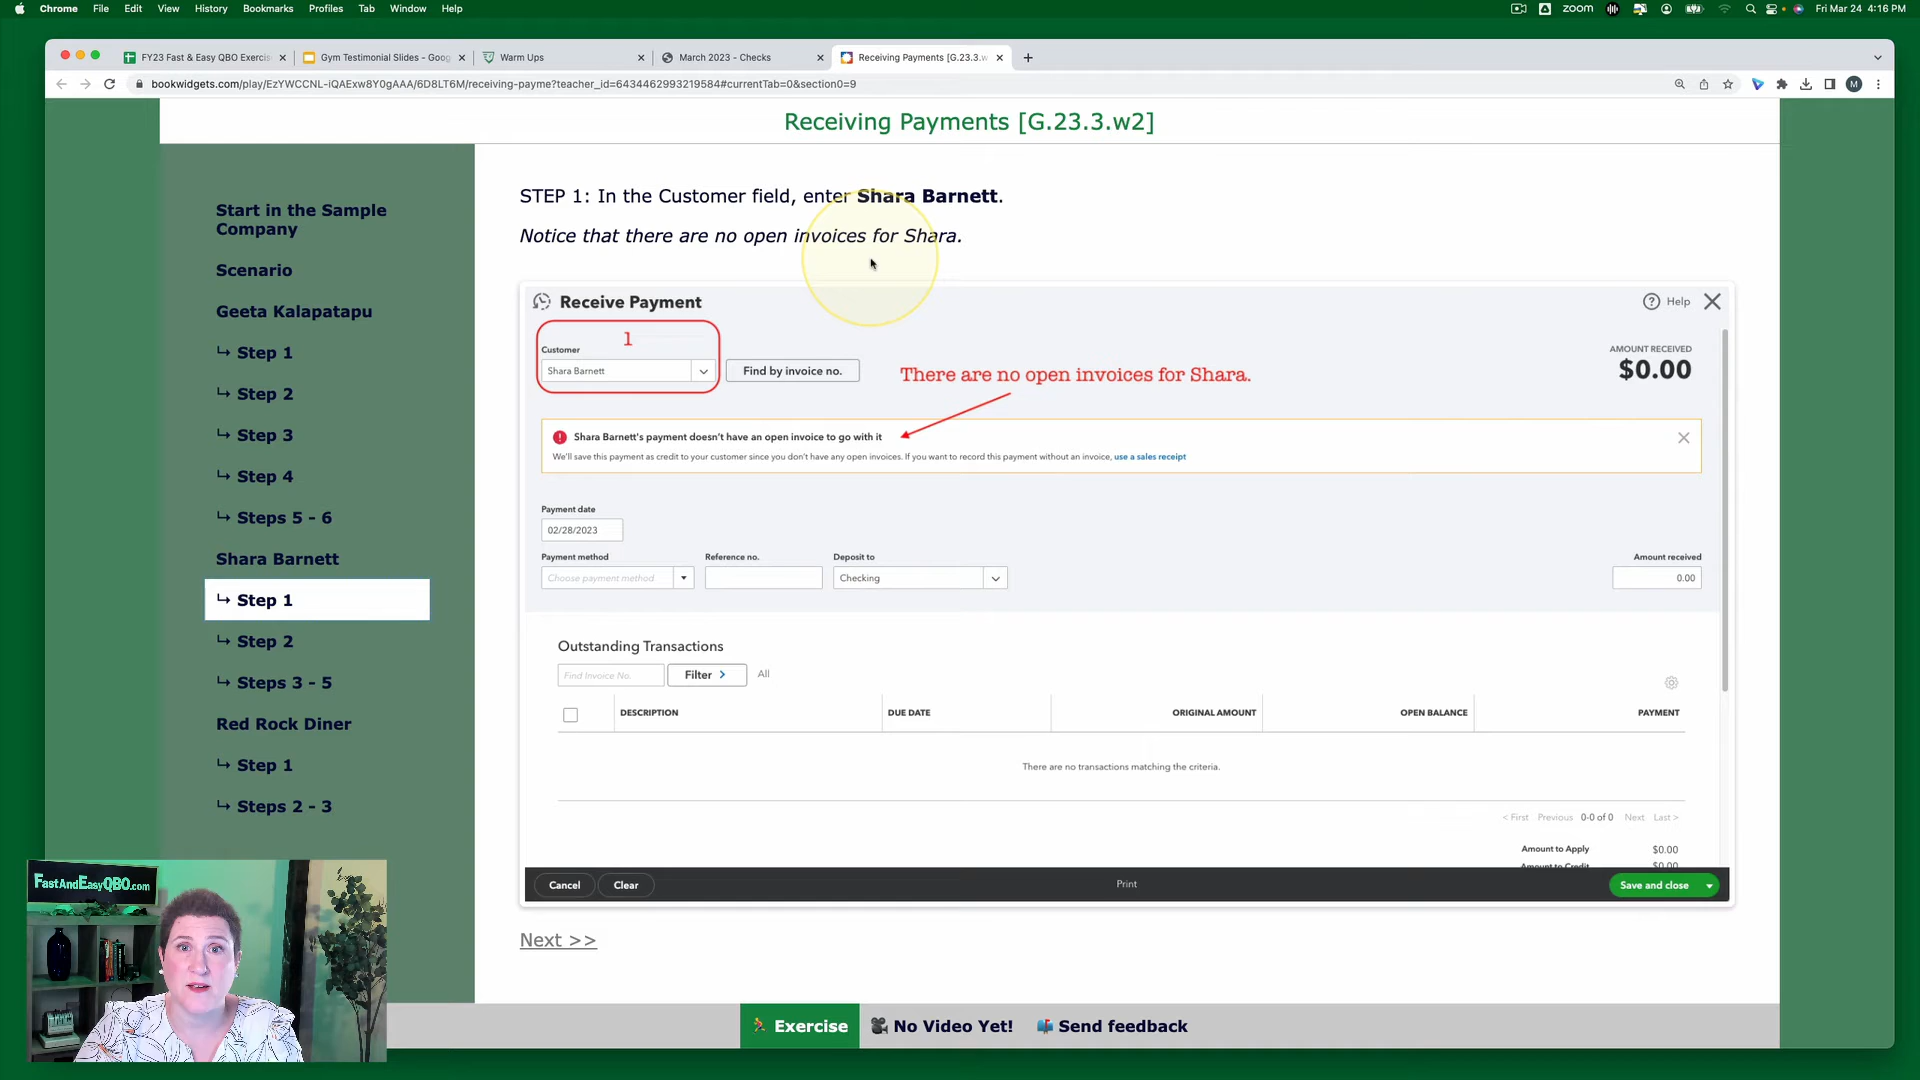 Chrome File Edit View History Bookmarks Profiles Tab Window Help
zoom Fri Mar 24 4:16 PM
FY23 Fast & Easy QBO Exercis
Gym Testimonial Slides - Goog
Warm Ups
March 2023 - Checks
Receiving Payments [G.23.3.w
bookwidgets.com/play/EzYWCCNL-iQAExw8Y0gAAA/6D8LT6M/receiving-payme?teacher_id=6434462993219584#currentTab=0&section0=9
M
Receiving Payments [G.23.3.w2]
Start in the Sample
Company
Scenario
Geeta Kalapatapu
↪ Step 1
↪ Step 2
↪ Step 3
↪ Step 4
↪ Steps 5 - 6
Shara Barnett
↪ Step 1
↪ Step 2
↪ Steps 3 - 5
Red Rock Diner
↪ Step 1
↪ Steps 2 - 3
STEP 1: In the Customer field, enter Shara Barnett.
Notice that there are no open invoices for Shara.
Receive Payment
Help
1
Customer
Shara Barnett
Find by invoice no.
There are no open invoices for Shara.
AMOUNT RECEIVED
$0.00
Shara Barnett's payment doesn't have an open invoice to go with it
We'll save this payment as credit to your customer since you don't have any open invoices. If you want to record this payment without an invoice, use a sales receipt
Payment date
02/28/2023
Payment method
Reference no.
Deposit to
Amount received
Choose payment method
Checking
0.00
Outstanding Transactions
Find Invoice No.
Filter >
All
DESCRIPTION
DUE DATE
ORIGINAL AMOUNT
OPEN BALANCE
PAYMENT
There are no transactions matching the criteria.
< First Previous 0-0 of 0 Next Last >
Amount to Apply $0.00
Amount to Credit $0.00
Cancel
Clear
Print
Save and close
Next >>
FastAndEasyQBO.com
Exercise
No Video Yet!
Send feedback